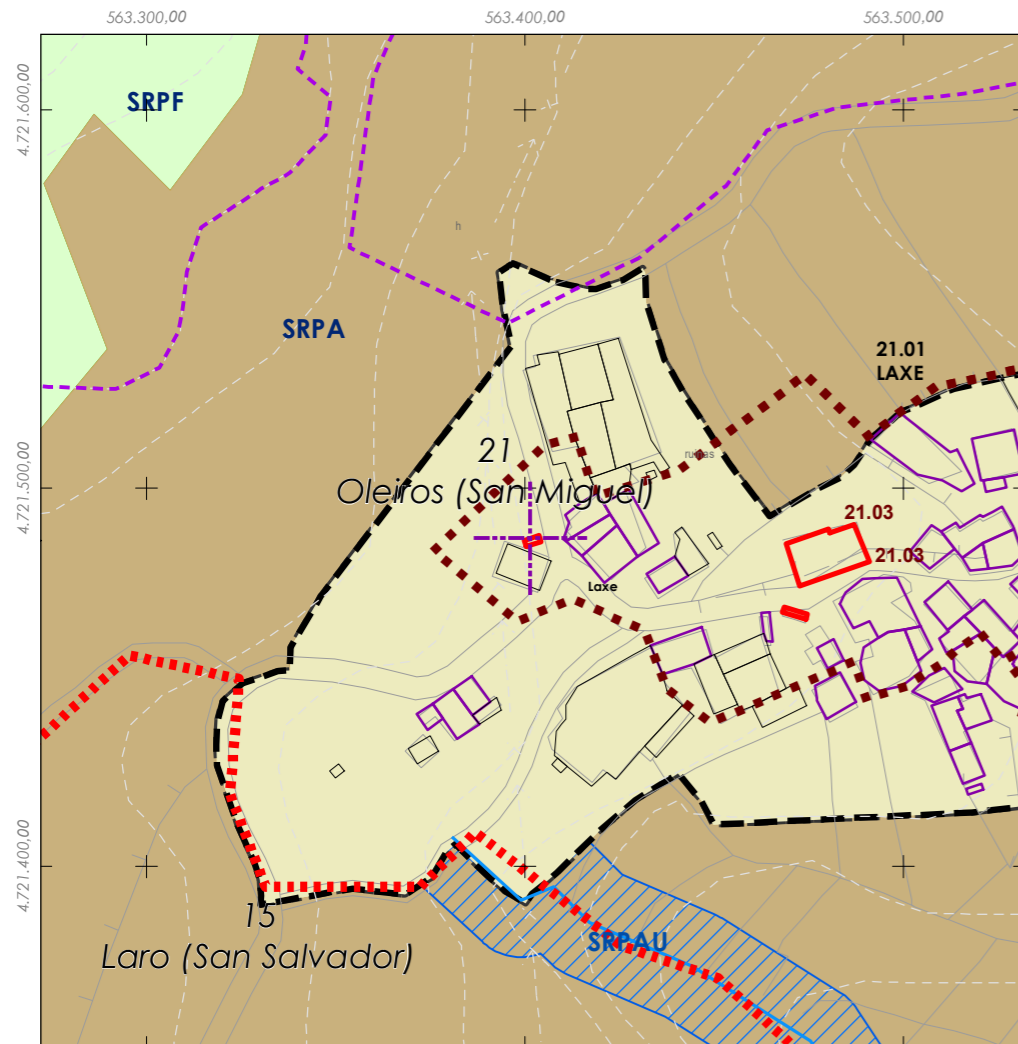 563.300,00
563.400,00
563.500,00
4.721.600,00
SRPF
h
SRPA
21.01
LAXE
21
Oleiros (San Miguel)
4.721.500,00
21.03
21.03
Laxe
4.721.400,00
15
Laro (San Salvador)
SRPAU